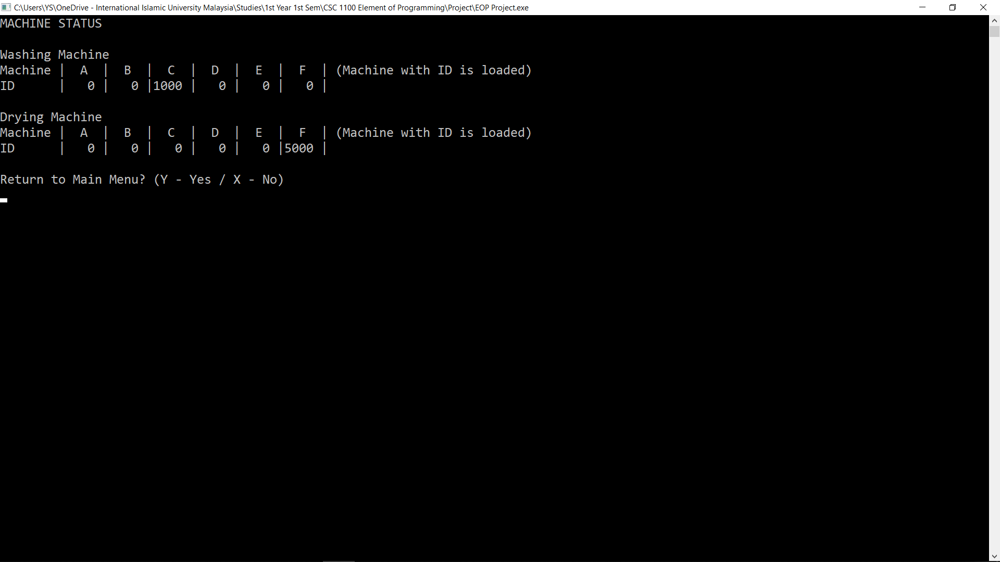 C:\Users\YS\OneDrive - International Islamic University Malaysia\Studies\1st Year 1st Sem\CSC 1100 Element of Programming\Project\EOP Project.exe
MACHINE STATUS
Washing Machine
Machine |  A  |  B  |  C  |  D  |  E  |  F  | (Machine with ID is loaded)
ID      |   0 |   0 |1000 |   0 |   0 |   0 |
Drying Machine
Machine |  A  |  B  |  C  |  D  |  E  |  F  | (Machine with ID is loaded)
ID      |   0 |   0 |   0 |   0 |   0 |5000 |
Return to Main Menu? (Y - Yes / X - No)